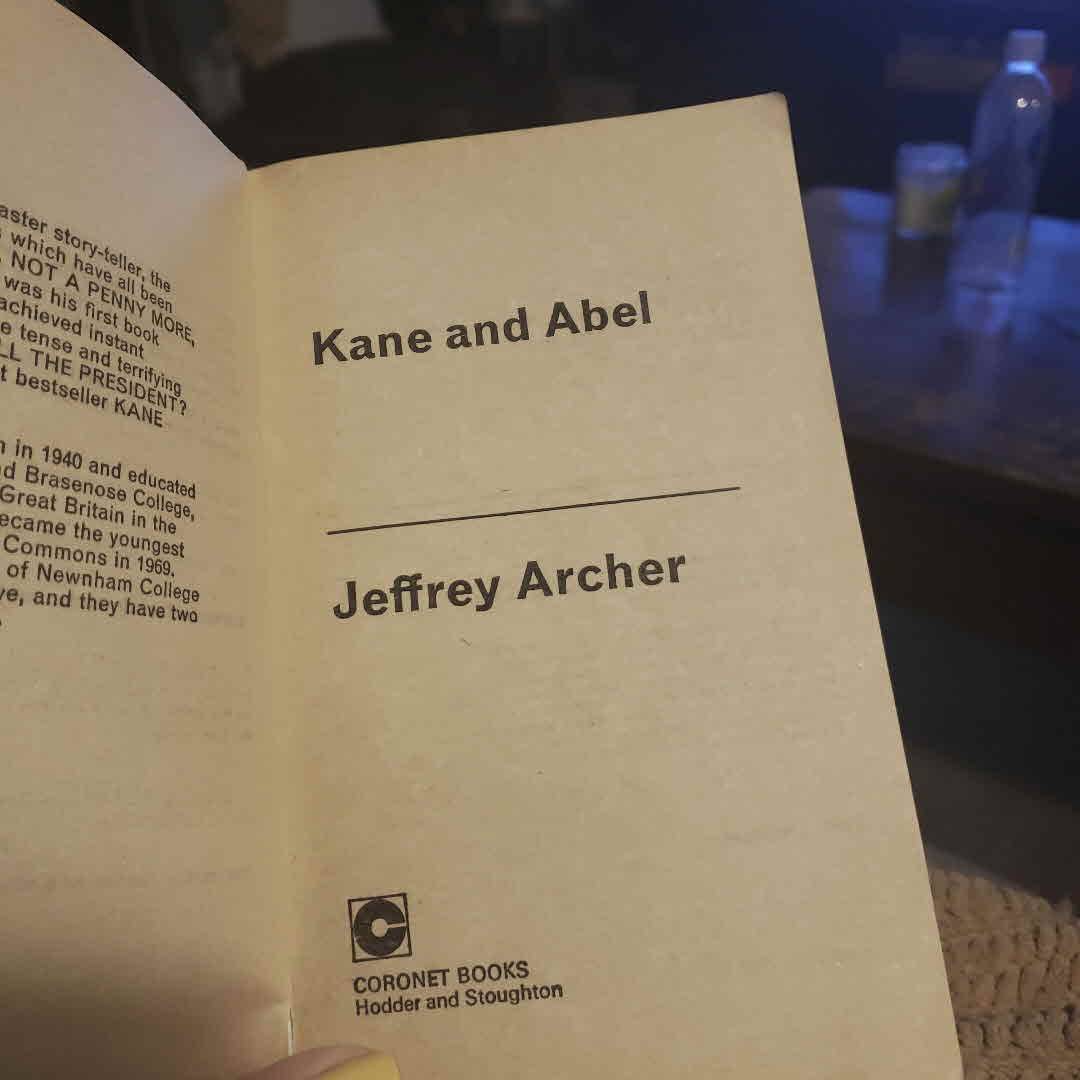 aster story-teller, the
which have all been
NOT A PENNY MORE,
was his first book
achieved instant
e tense and terrifying
LL THE PRESIDENT?
t bestseller KANE
n in 1940 and educated
d Brasenose College,
Great Britain in the
ecame the youngest
Commons in 1969.
of Newnham College
ve, and they have two
Kane and Abel
Jeffrey Archer
C
CORONET BOOKS
Hodder and Stoughton